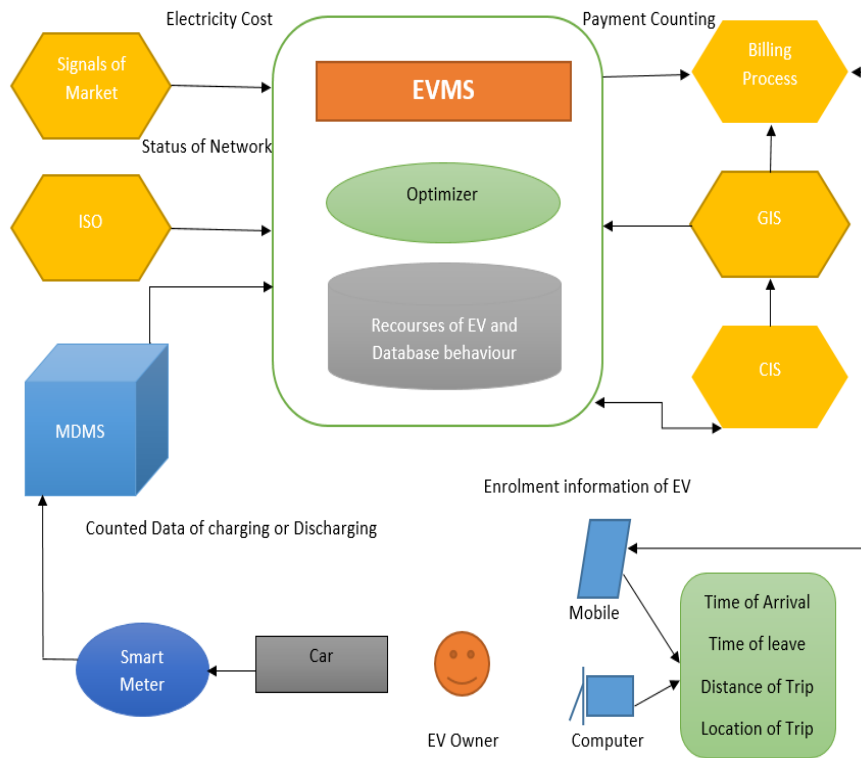 Electricity Cost
Payment Counting
Signals of
Market
EVMS
Billing
Process
Status of Network
Optimizer
ISO
GIS
Recourses of EV and
Database behaviour
CIS
MDMS
Enrolment information of EV
Counted Data of charging or Discharging
Mobile
Time of Arrival
Time of leave
Distance of Trip
Location of Trip
Smart
Meter
Car
EV Owner
Computer